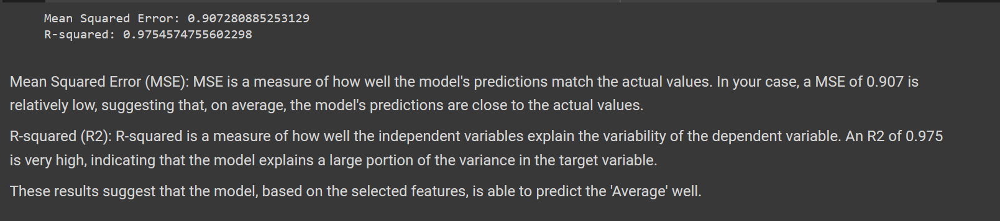 Mean Squared Error: 0.907280885253129
R-squared: 0.9754574755602298
Mean Squared Error (MSE): MSE is a measure of how well the model's predictions match the actual values. In your case, a MSE of 0.907 is
relatively low, suggesting that, on average, the model's predictions are close to the actual values.
R-squared (R2): R-squared is a measure of how well the independent variables explain the variability of the dependent variable. An R2 of 0.975
is very high, indicating that the model explains a large portion of the variance in the target variable.
These results suggest that the model, based on the selected features, is able to predict the 'Average' well.